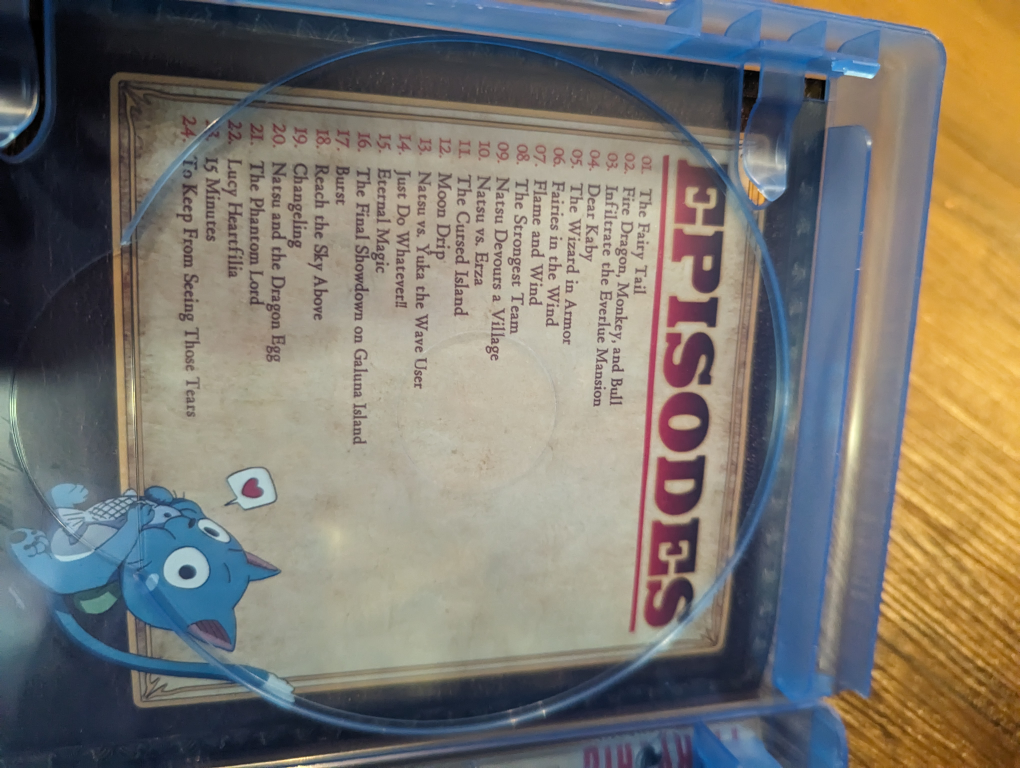 EPISODES
01. The Fairy Tail
02. Fire Dragon, Monkey, and Bull
03. Infiltrate the Everlue Mansion
04. Dear Kaby
05. The Wizard in Armor
06. Fairies in the Wind
07. Flame and Wind
08. The Strongest Team
09. Natsu Devours a Village
10. Natsu vs. Erza
11. The Cursed Island
12. Moon Drip
13. Natsu vs. Yuka the Wave User
14. Just Do Whatever!!
15. Eternal Magic
16. The Final Showdown on Galuna Island
17. Burst
18. Reach the Sky Above
19. Changeling
20. Natsu and the Dragon Egg
21. The Phantom Lord
22. Lucy Heartfilia
23. 15 Minutes
24. To Keep From Seeing Those Tears